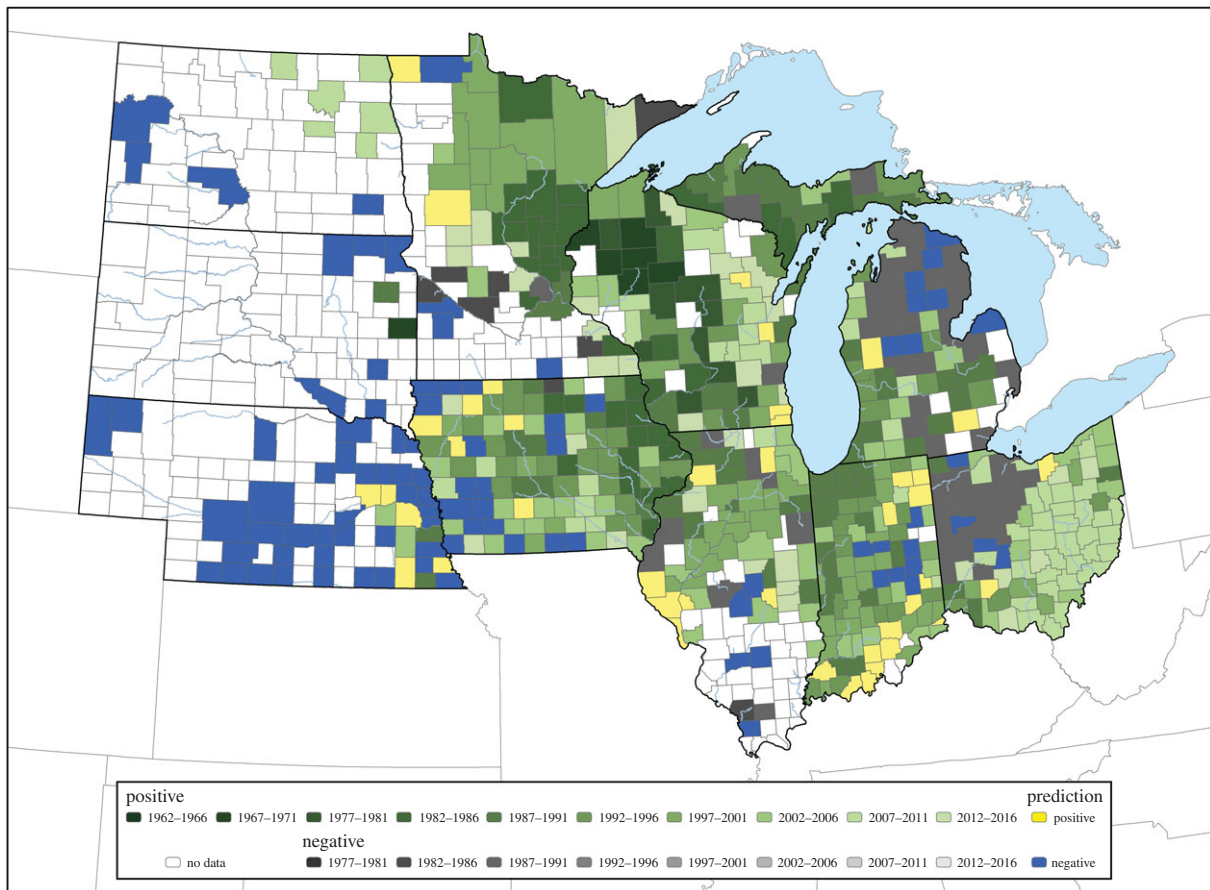 positive prediction
1962–1966 1967–1971 1977–1981 1982–1986 1987–1991 1992–1996 1997–2001 2002–2006 2007–2011 2012–2016 positive
negative
no data 1977–1981 1982–1986 1987–1991 1992–1996 1997–2001 2002–2006 2007–2011 2012–2016 negative